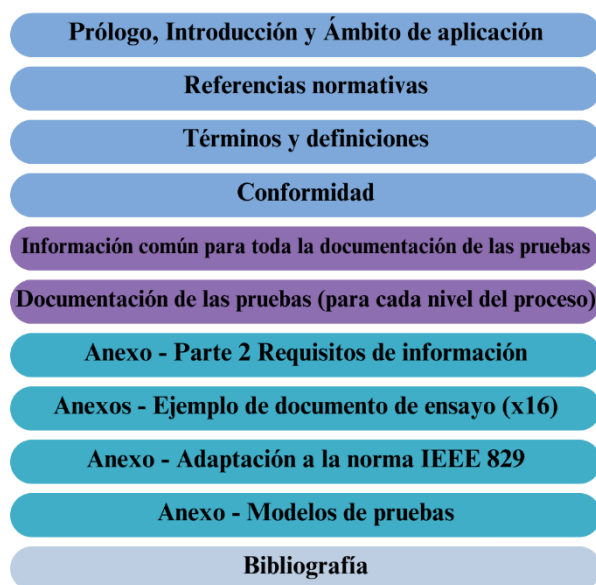 Prólogo, Introducción y Ámbito de aplicación
Referencias normativas
Términos y definiciones
Conformidad
Información común para toda la documentación de las pruebas
Documentación de las pruebas (para cada nivel del proceso)
Anexo - Parte 2 Requisitos de información
Anexos - Ejemplo de documento de ensayo (x16)
Anexo - Adaptación a la norma IEEE 829
Anexo - Modelos de pruebas
Bibliografía